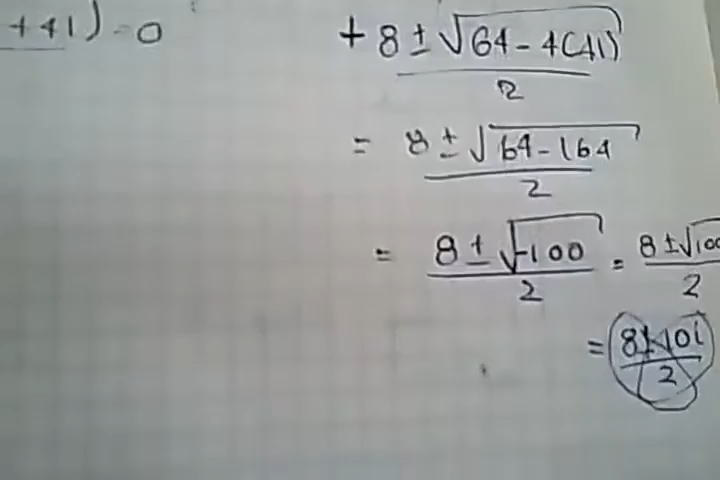 + 41) = 0
+ 8 ± √64 - 4(41)
2
= 8 ± √64 - 164
2
= 8 ± √-100 = 8 ± √100
2 2
= 8 ± 10i
2